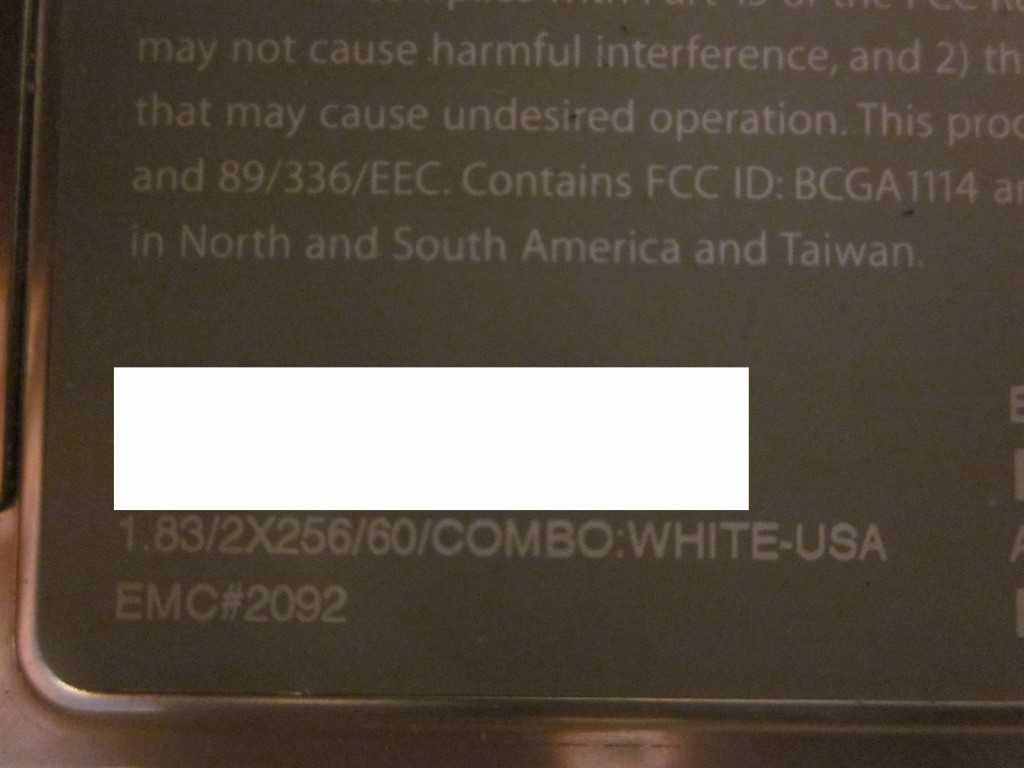 may not cause harmful interference, and 2) th
that may cause undesired operation. This proc
and 89/336/EEC. Contains FCC ID: BCGA1114 ar
in North and South America and Taiwan.
1.83/2X256/60/COMBO:WHITE-USA
EMC#2092